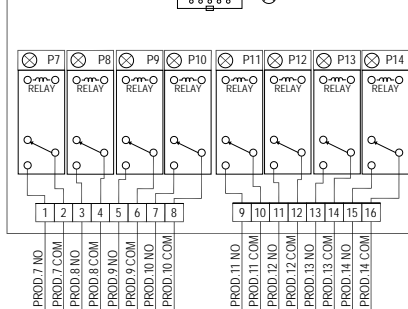 P7 P8 P9 P10 P11 P12 P13 P14
RELAY RELAY RELAY RELAY RELAY RELAY RELAY RELAY
1 2 3 4 5 6 7 8 9 10 11 12 13 14 15 16
PROD.7 NO
PROD.7 COM
PROD.8 NO
PROD.8 COM
PROD.9 NO
PROD.9 COM
PROD.10 NO
PROD.10 COM
PROD.11 NO
PROD.11 COM
PROD.12 NO
PROD.12 COM
PROD.13 NO
PROD.13 COM
PROD.14 NO
PROD.14 COM